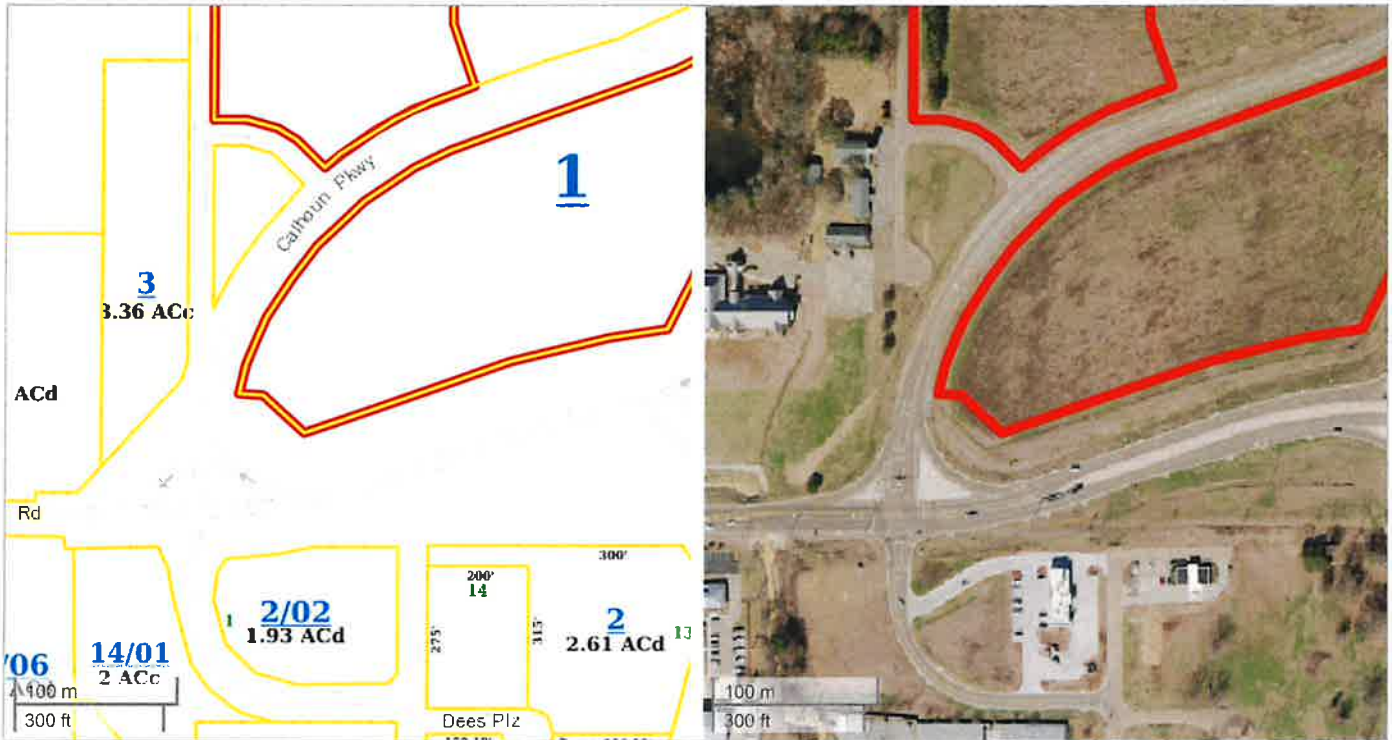 1
Calhoun Pkwy
3
3.36 ACc
ACd
Rd
300'
200'
14
1
2/02
1.93 ACd
275'
315'
2
2.61 ACd
13
14/01
2 ACc
/06
100 m
300 ft
Dees Plz
100 m
300 ft